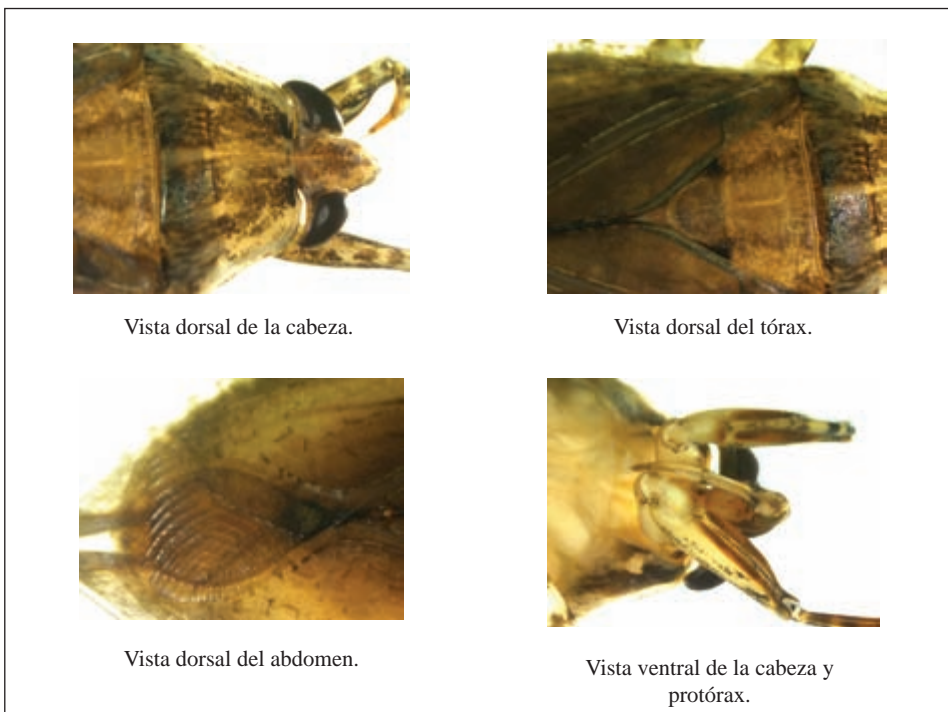 Vista dorsal de la cabeza.
Vista dorsal del tórax.
Vista dorsal del abdomen.
Vista ventral de la cabeza y
protórax.